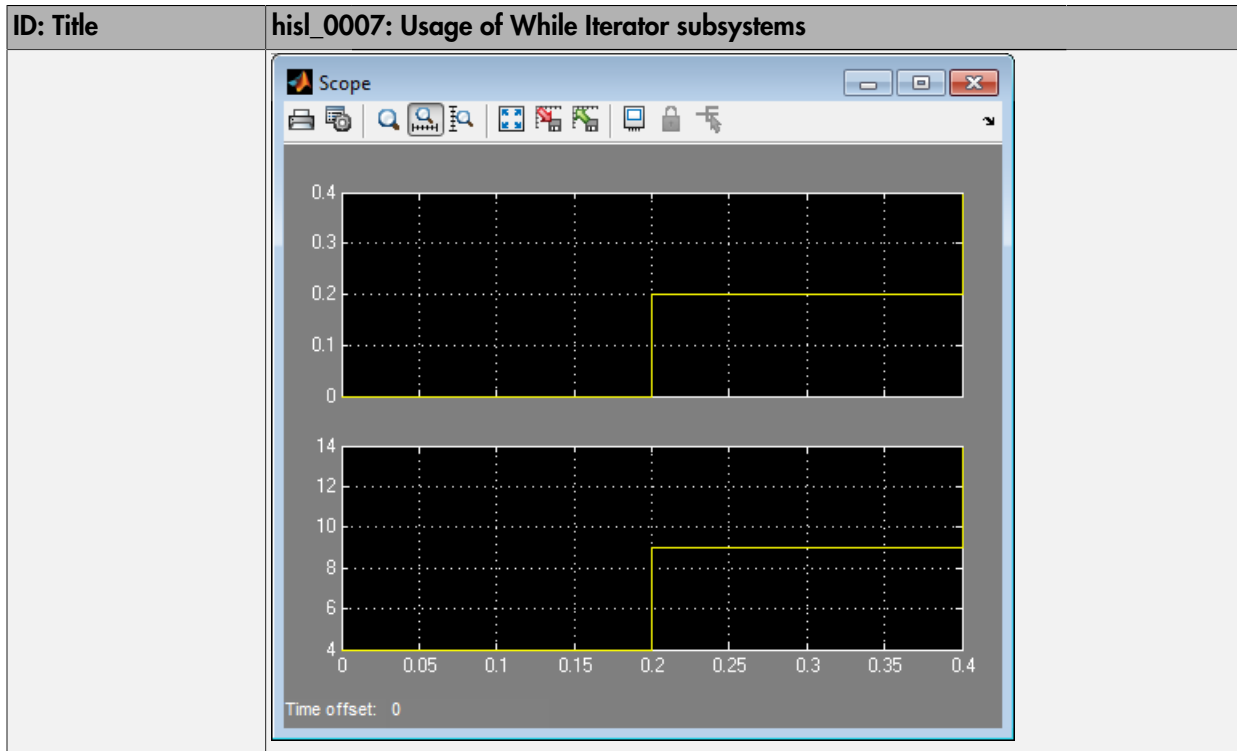 ID: Title hisl_0007: Usage of While Iterator subsystems
Scope
0.4
0.3
0.2
0.1
0
14
12
10
8
6
4
0 0.05 0.1 0.15 0.2 0.25 0.3 0.35 0.4
Time offset: 0